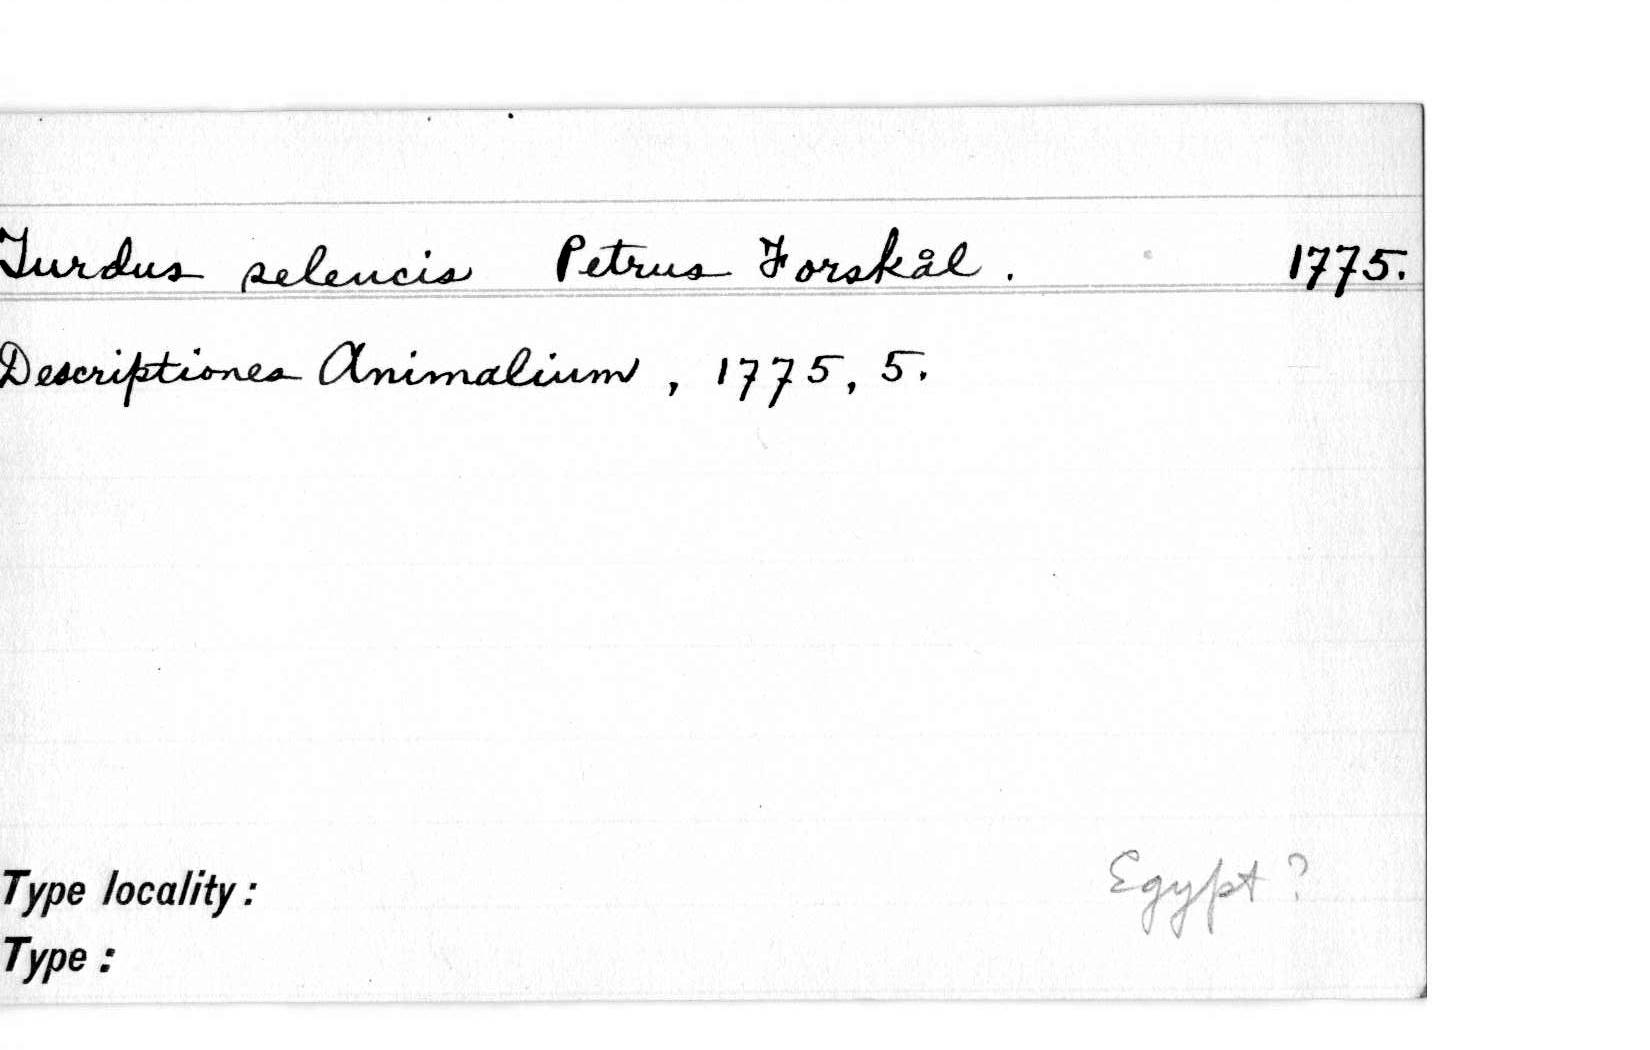 Turdus seleucis Petrus Forskål. 1775.
Descriptiones Animalium, 1775, 5.
Egypt?
Type locality:
Type: